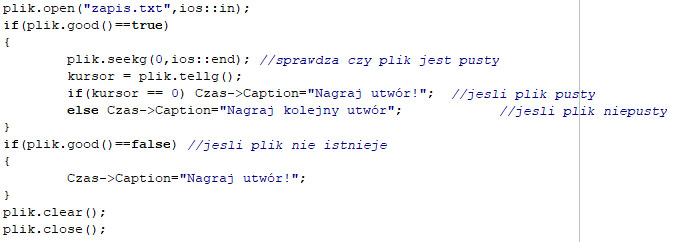 plik.open("zapis.txt",ios::in);
if(plik.good()==true)
{
plik.seekg(0,ios::end); //sprawdza czy plik jest pusty
kursor = plik.tellg();
if(kursor == 0) Czas->Caption="Nagraj utwór!"; //jesli plik pusty
else Czas->Caption="Nagraj kolejny utwór"; //jesli plik niepusty
}
if(plik.good()==false) //jesli plik nie istnieje
{
Czas->Caption="Nagraj utwór!";
}
plik.clear();
plik.close();